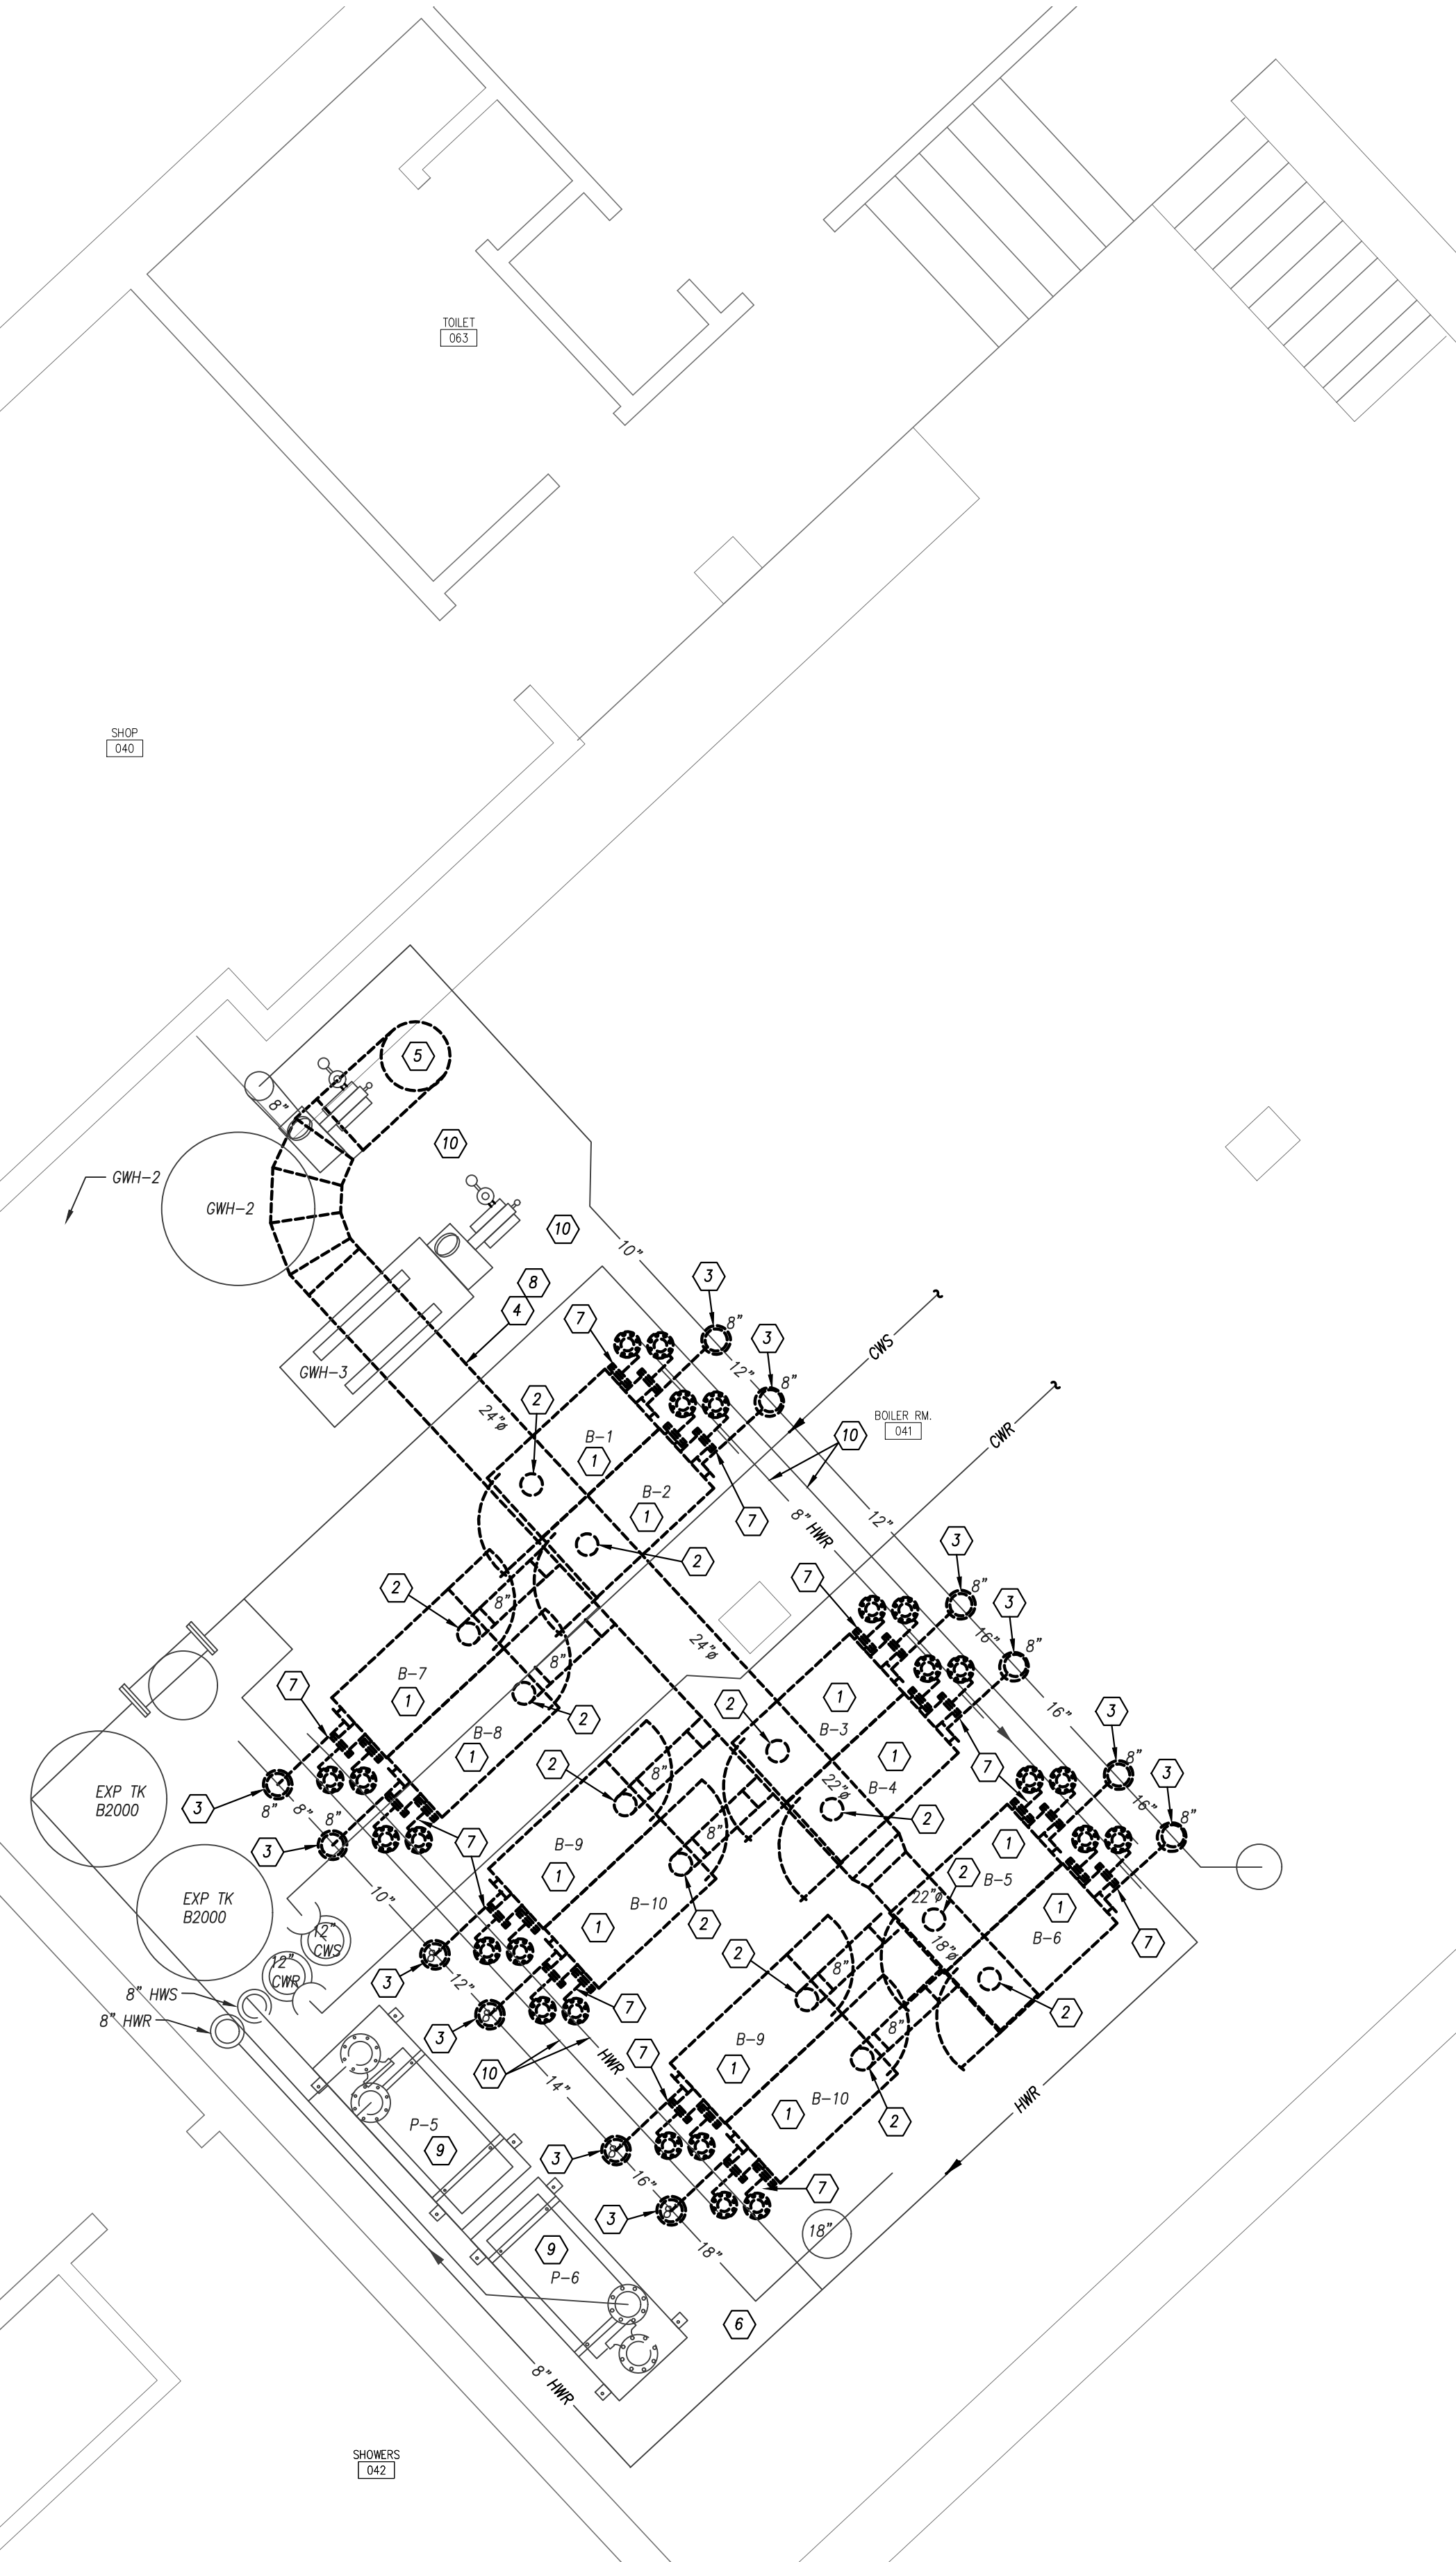 TOILET
063
SHOP
040
5
8"
10
GWH-2
GWH-2
10
10"
3
8
4
7
8"
3
12"
CWS
GWH-3
8"
2
24"ø
BOILER RM.
041
B-1
1
10
CWR
B-2
1
7
12"
8" HWR
3
2
2
7
8"
3
8"
24"ø
16"
8"
B-7
1
7
8"
1
2
16"
3
2
B-3
B-8
1
1
7
8"
3
2
8"
B-4
22"ø
16"
8"
EXP TK
B2000
3
8"
8"
8"
2
1
3
7
8"
B-9
1
2
B-5
10"
EXP TK
B2000
B-10
22"ø
1
1
2
B-6
7
12"
CWS
18"ø
8"
2
12"
CWR
3
12"
8"
8" HWS
8" HWR
7
8"
2
3
8"
B-9
7
1
10
HWR
14"
B-10
HWR
1
2
P-5
9
3
8"
16"
7
3
8"
18"
18"
9
P-6
6
8" HWR
SHOWERS
042